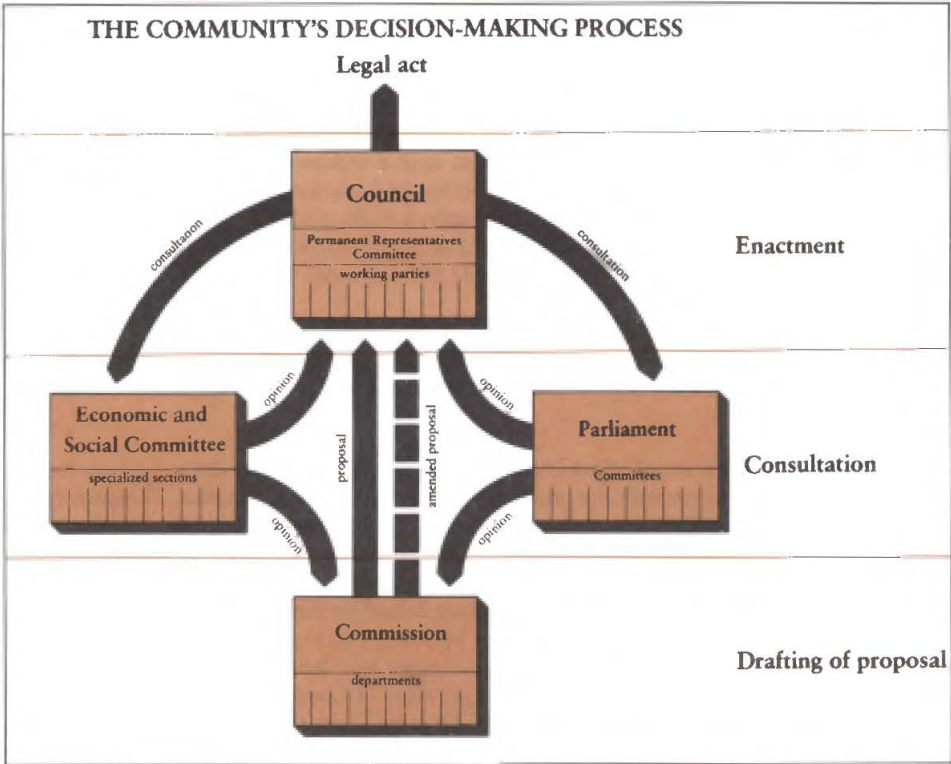 THE COMMUNITY'S DECISION-MAKING PROCESS
Legal act
Council
Permanent Representatives
Committee
working parties
consultation
consultation
Enactment
Economic and
Social Committee
specialized sections
opinion
opinion
proposal
amended proposal
opinion
opinion
Parliament
Committees
Consultation
Commission
departments
Drafting of proposal